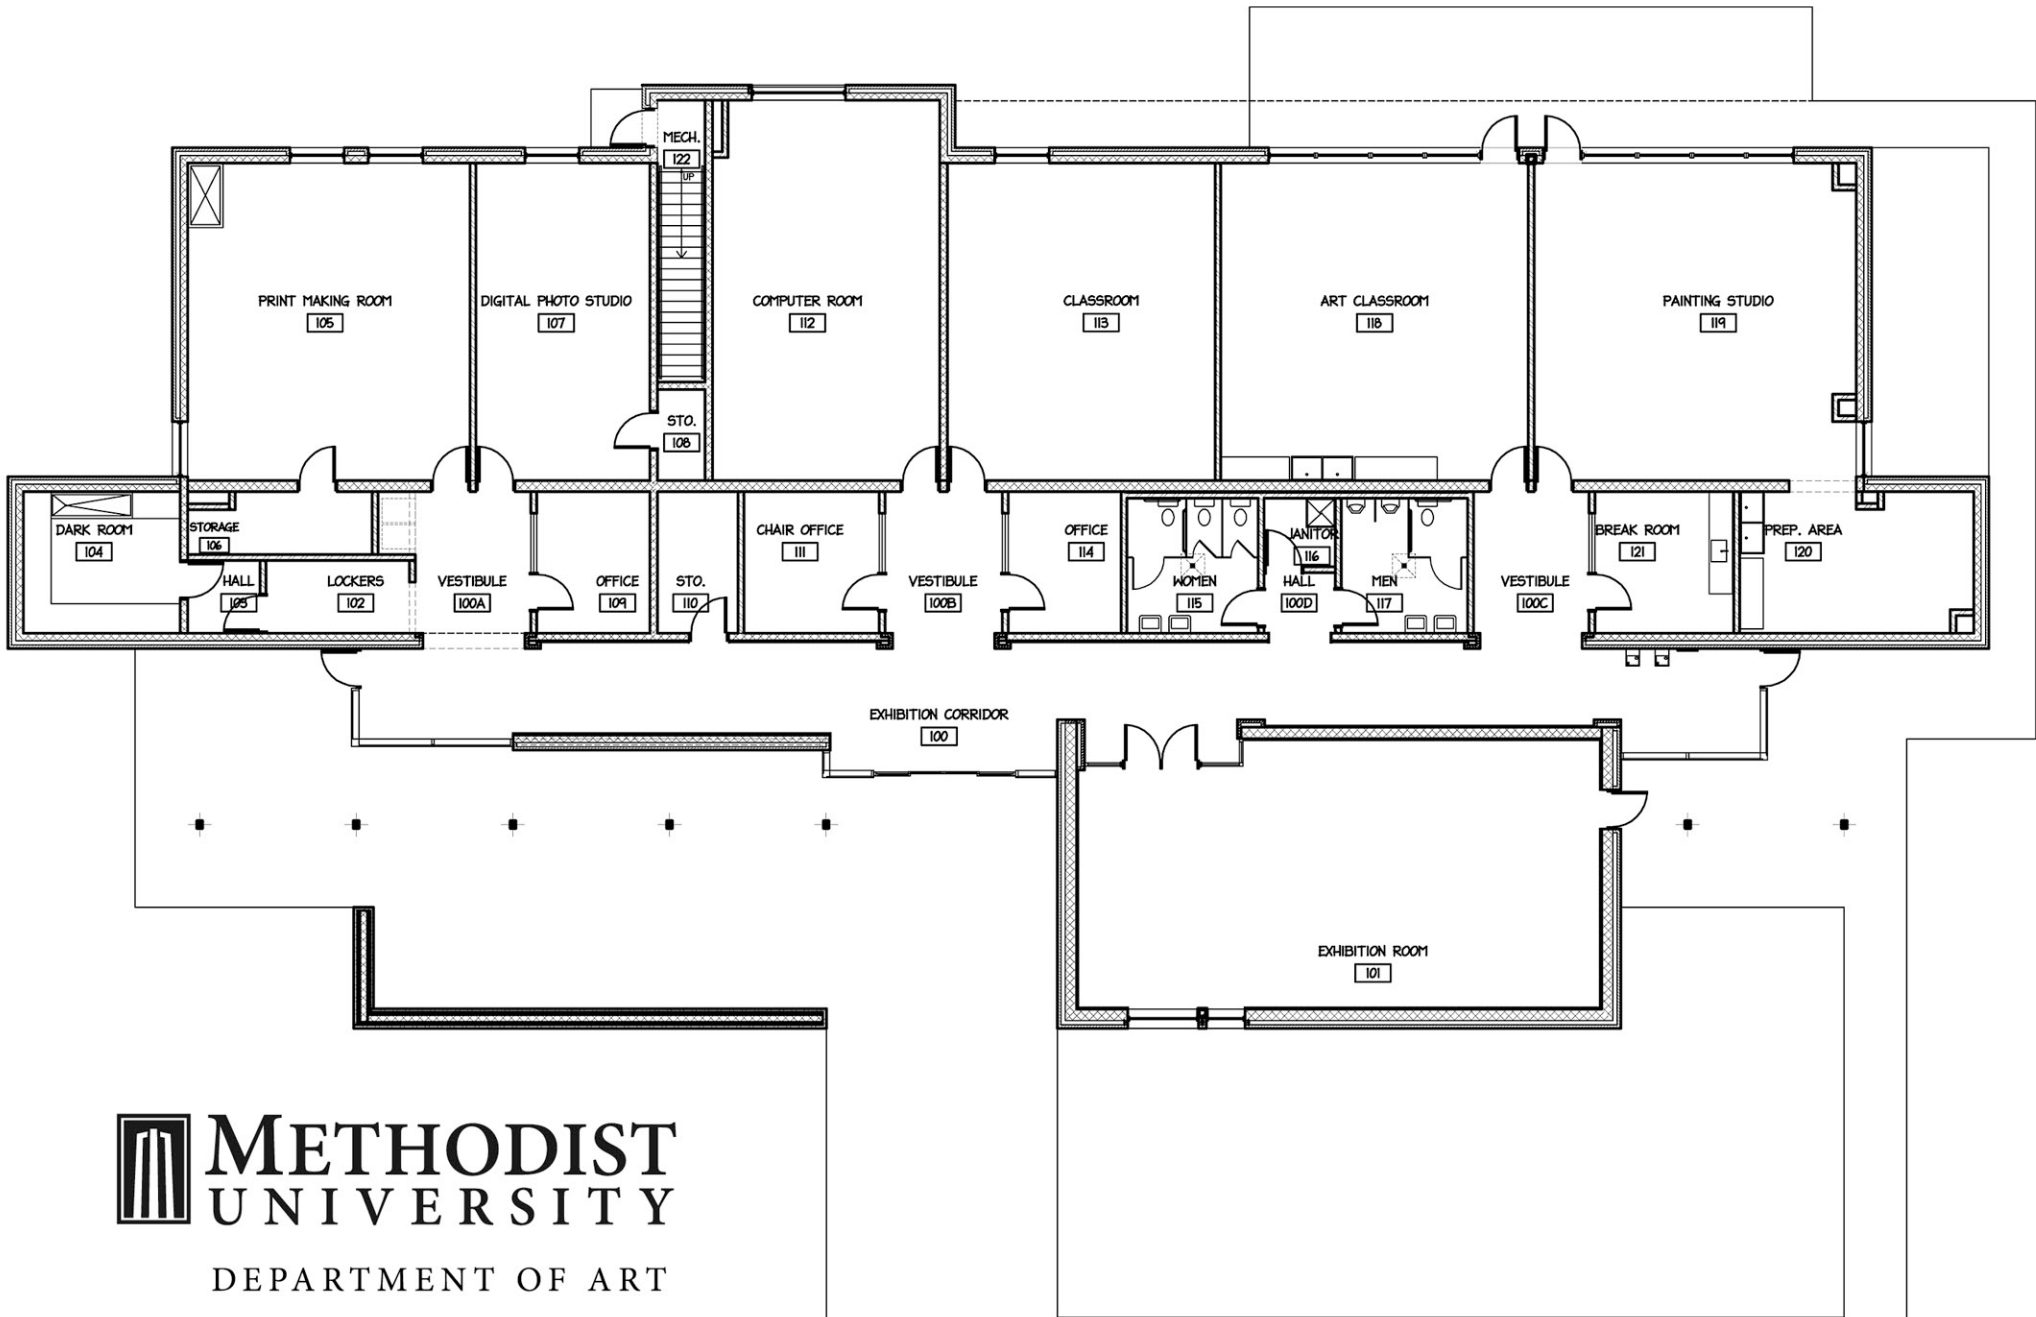 MECH.
122
UP
PRINT MAKING ROOM
105
DIGITAL PHOTO STUDIO
107
COMPUTER ROOM
112
CLASSROOM
113
ART CLASSROOM
118
PAINTING STUDIO
119
STO.
108
DARK ROOM
104
STORAGE
106
HALL
103
LOCKERS
102
VESTIBULE
100A
OFFICE
109
STO.
110
CHAIR OFFICE
111
VESTIBULE
100B
OFFICE
114
WOMEN
115
JANITOR
116
HALL
100D
MEN
117
VESTIBULE
100C
BREAK ROOM
121
PREP. AREA
120
EXHIBITION CORRIDOR
100
EXHIBITION ROOM
101
METHODIST
UNIVERSITY
DEPARTMENT OF ART